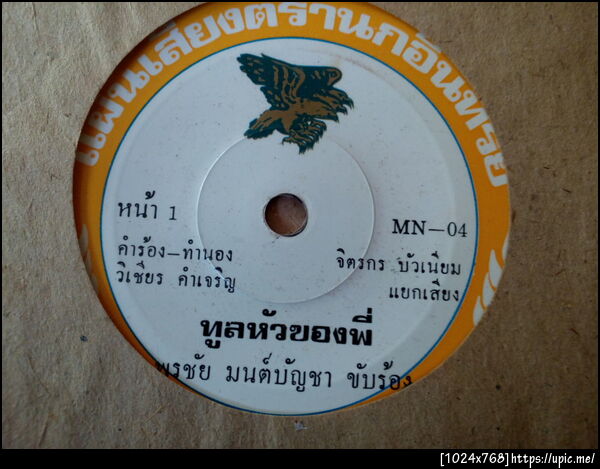 แผ่นเสียงตรานกอินทรีย์
หน้า 1
MN—04
คำร้อง—ทำนอง
วิเชียร คำเจริญ
จิตรกร บัวเนียม
แยกเสียง
ทูลหัวของพี่
พรชัย มนต์บัญชา ขับร้อง
[1024x768]https://upic.me/